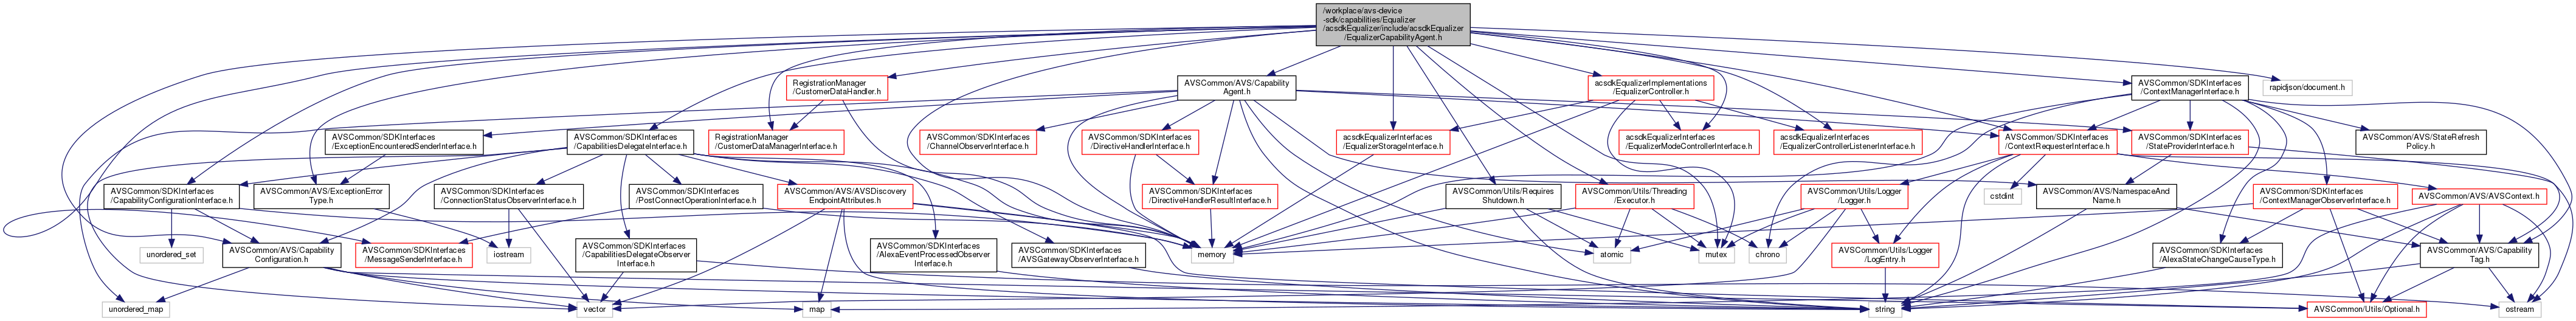 /workplace/avs-device
-sdk/capabilities/Equalizer
/acsdkEqualizer/include/acsdkEqualizer
/EqualizerCapabilityAgent.h
RegistrationManager
/CustomerDataHandler.h
AVSCommon/AVS/Capability
Agent.h
acsdkEqualizerImplementations
/EqualizerController.h
AVSCommon/SDKInterfaces
/ContextManagerInterface.h
rapidjson/document.h
AVSCommon/SDKInterfaces
/ExceptionEncounteredSenderInterface.h
AVSCommon/SDKInterfaces
/CapabilitiesDelegateInterface.h
RegistrationManager
/CustomerDataManagerInterface.h
AVSCommon/SDKInterfaces
/ChannelObserverInterface.h
AVSCommon/SDKInterfaces
/DirectiveHandlerInterface.h
acsdkEqualizerInterfaces
/EqualizerStorageInterface.h
acsdkEqualizerInterfaces
/EqualizerModeControllerInterface.h
acsdkEqualizerInterfaces
/EqualizerControllerListenerInterface.h
AVSCommon/SDKInterfaces
/ContextRequesterInterface.h
AVSCommon/SDKInterfaces
/StateProviderInterface.h
AVSCommon/AVS/StateRefresh
Policy.h
AVSCommon/SDKInterfaces
/CapabilityConfigurationInterface.h
AVSCommon/AVS/ExceptionError
Type.h
AVSCommon/SDKInterfaces
/ConnectionStatusObserverInterface.h
AVSCommon/SDKInterfaces
/PostConnectOperationInterface.h
AVSCommon/AVS/AVSDiscovery
EndpointAttributes.h
AVSCommon/SDKInterfaces
/DirectiveHandlerResultInterface.h
AVSCommon/Utils/Requires
Shutdown.h
AVSCommon/Utils/Threading
/Executor.h
AVSCommon/Utils/Logger
/Logger.h
cstdint
AVSCommon/AVS/NamespaceAnd
Name.h
AVSCommon/SDKInterfaces
/ContextManagerObserverInterface.h
AVSCommon/AVS/AVSContext.h
unordered_set
AVSCommon/AVS/Capability
Configuration.h
AVSCommon/SDKInterfaces
/MessageSenderInterface.h
iostream
AVSCommon/SDKInterfaces
/CapabilitiesDelegateObserver
Interface.h
AVSCommon/SDKInterfaces
/AlexaEventProcessedObserver
Interface.h
AVSCommon/SDKInterfaces
/AVSGatewayObserverInterface.h
memory
atomic
mutex
chrono
AVSCommon/Utils/Logger
/LogEntry.h
AVSCommon/SDKInterfaces
/AlexaStateChangeCauseType.h
AVSCommon/AVS/Capability
Tag.h
unordered_map
vector
map
string
AVSCommon/Utils/Optional.h
ostream